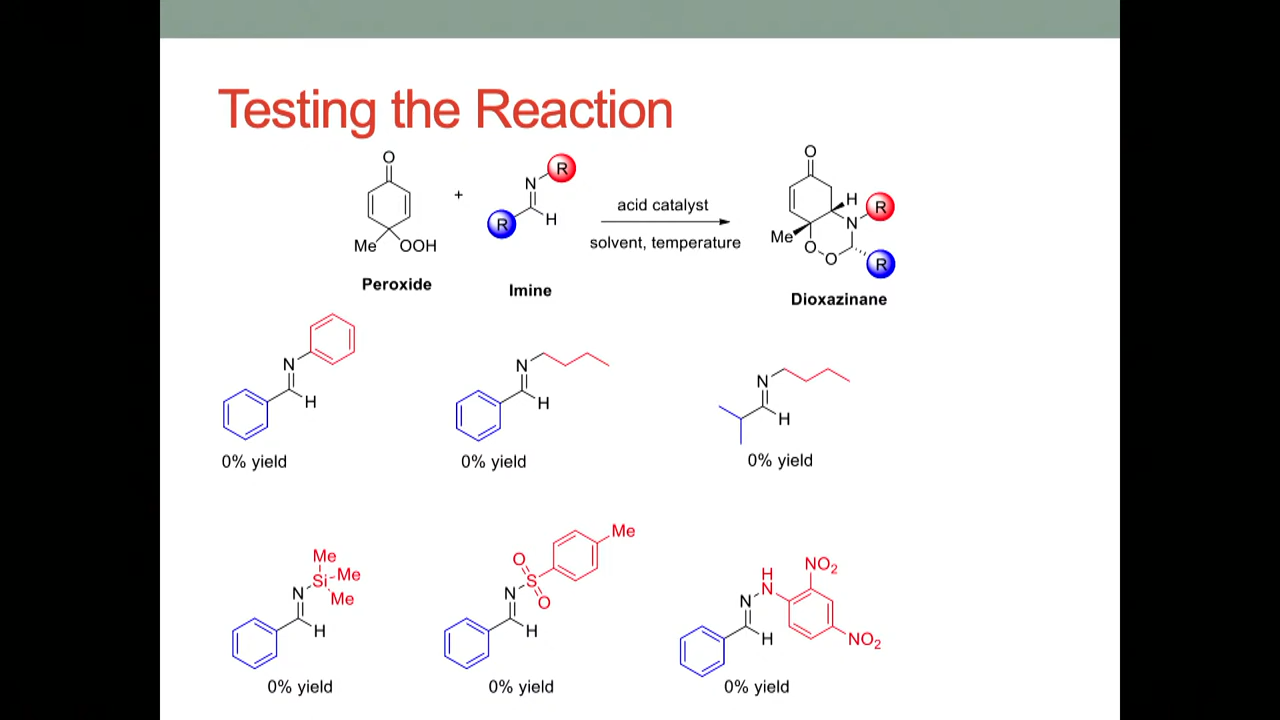 Testing the Reaction
O
Me OOH
Peroxide
+
N R
R H
Imine
acid catalyst
solvent, temperature
O
H
N R
Me O O R
Dioxazinane
N
H
0% yield
N
H
0% yield
N
H
0% yield
Me
Si Me
Me
N
H
0% yield
Me
O
S
O
N
H
0% yield
H
N
NO2
N
H
NO2
0% yield